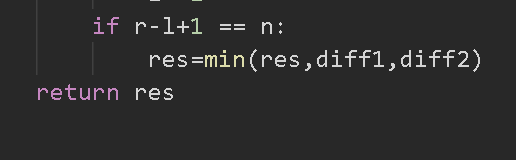 if r-l+1 == n:
res=min(res,diff1,diff2)
return res